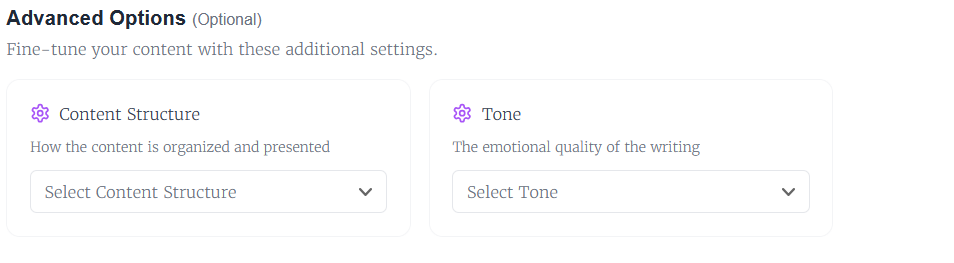 Advanced Options (Optional)
Fine-tune your content with these additional settings.
Content Structure
How the content is organized and presented
Select Content Structure
Tone
The emotional quality of the writing
Select Tone